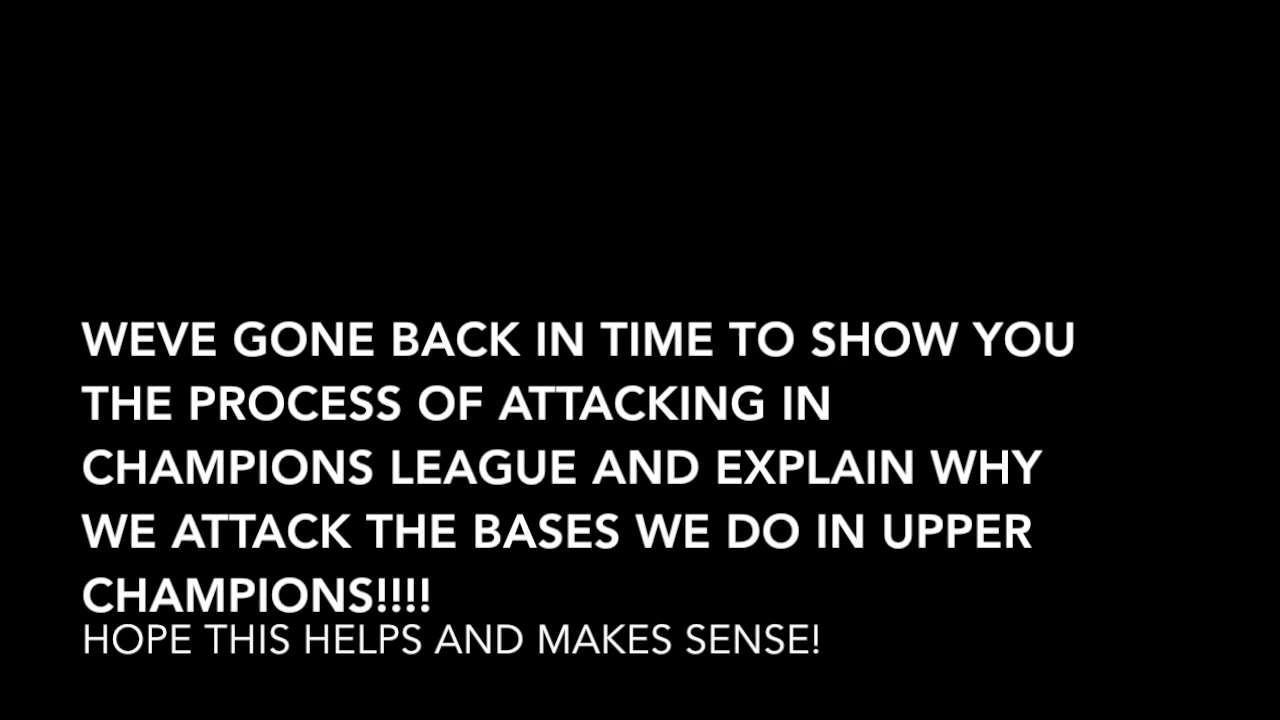 WEVE GONE BACK IN TIME TO SHOW YOU
THE PROCESS OF ATTACKING IN
CHAMPIONS LEAGUE AND EXPLAIN WHY
WE ATTACK THE BASES WE DO IN UPPER
CHAMPIONS!!!!
HOPE THIS HELPS AND MAKES SENSE!